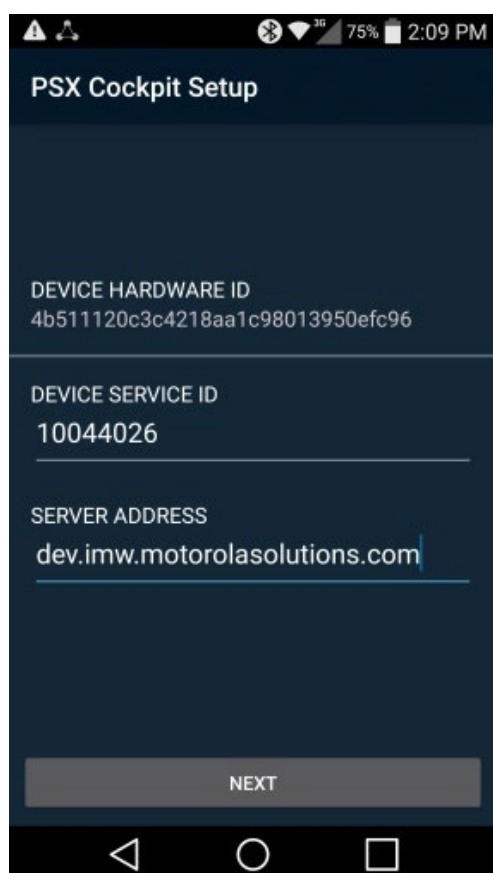 3G 75% 2:09 PM
PSX Cockpit Setup
DEVICE HARDWARE ID
4b511120c3c4218aa1c98013950efc96
DEVICE SERVICE ID
10044026
SERVER ADDRESS
dev.imw.motorolasolutions.com
NEXT